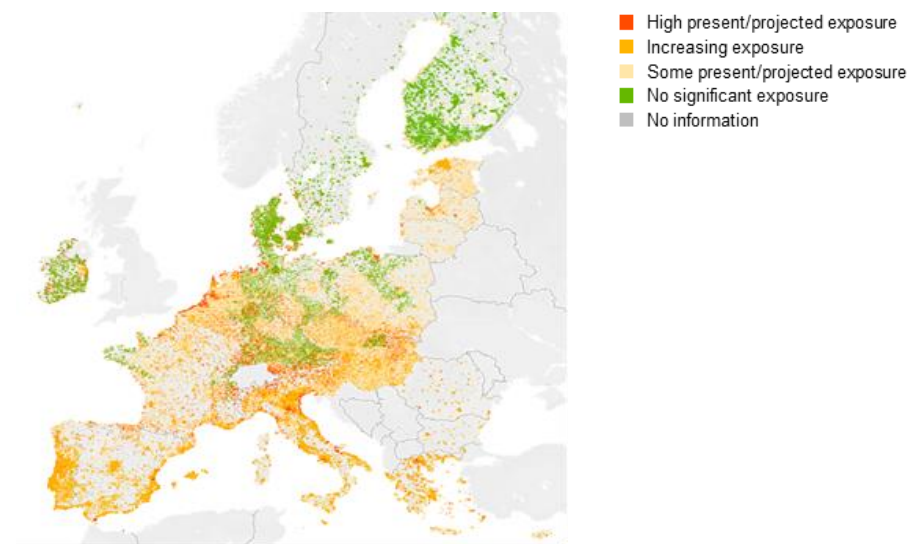 High present/projected exposure
Increasing exposure
Some present/projected exposure
No significant exposure
No information